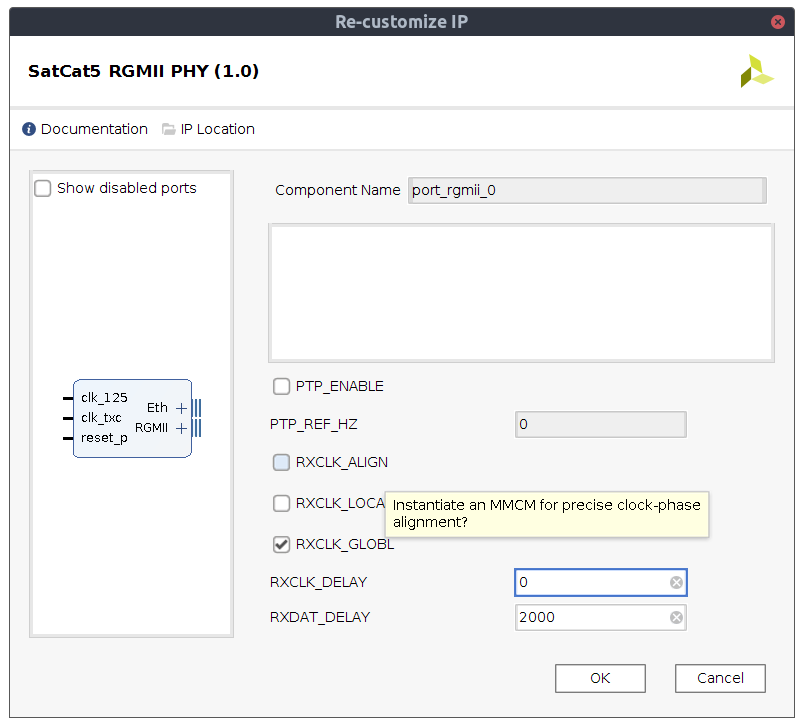 Re-customize IP
SatCat5 RGMII PHY (1.0)
Documentation IP Location
Show disabled ports
clk_125
clk_txc
reset_p
Eth
RGMII
Component Name port_rgmii_0
PTP_ENABLE
PTP_REF_HZ 0
RXCLK_ALIGN
RXCLK_LOCA
Instantiate an MMCM for precise clock-phase
alignment?
RXCLK_GLOBL
RXCLK_DELAY 0
RXDAT_DELAY 2000
OK Cancel